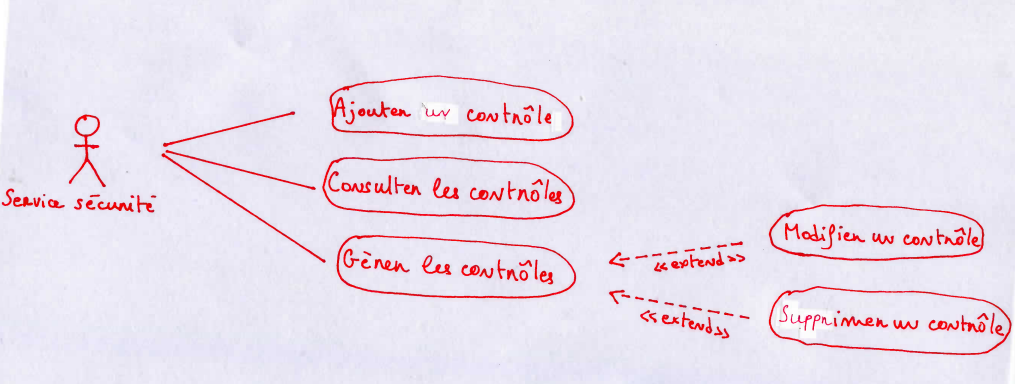 Ajouter un contrôle
Service sécurité
Consulter les contrôles
Gérer les contrôles
<<extend>>
Modifier un contrôle
<<extend>>
Supprimer un contrôle